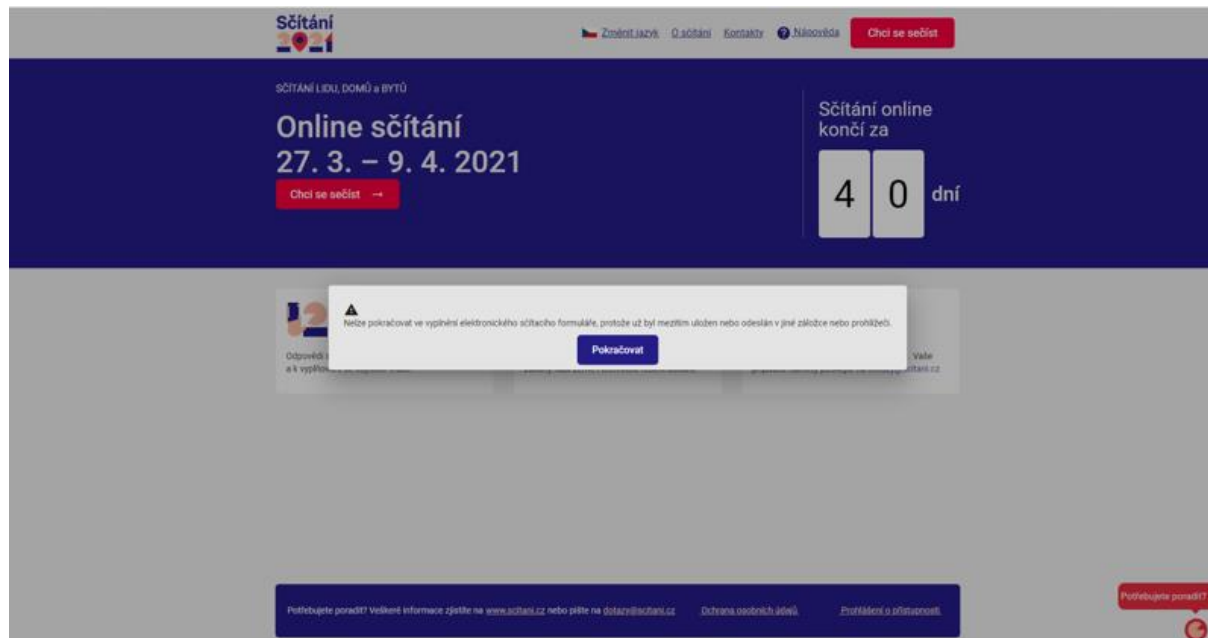 Sčítání
2021
Změnit jazyk O sčítání Kontakty ? Nápověda Chci se sečíst
SČÍTÁNÍ LIDU, DOMŮ a BYTŮ
Online sčítání
27. 3. – 9. 4. 2021
Chci se sečíst →
Sčítání online
končí za
4 0 dní
Nelze pokračovat ve vyplnění elektronického sčítacího formuláře, protože už byl mezitím uložen nebo odeslán v jiné záložce nebo prohlížeči.
Pokračovat
Odpovědi
Vaše
a k
Potřebujete poradit? Veškeré informace zjistíte na www.scitani.cz nebo pište na dotazy@scitani.cz Ochrana osobních údajů Prohlášení o přístupnosti
Potřebujete poradit?